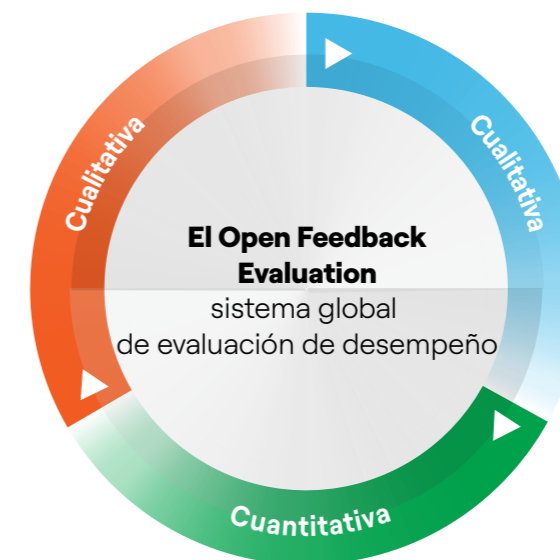 Cualitativa
Cualitativa
El Open Feedback
Evaluation
sistema global
de evaluación de desempeño
Cuantitativa